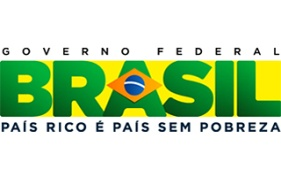 GOVERNO FEDERAL
BRASIL
PAÍS RICO É PAÍS SEM POBREZA